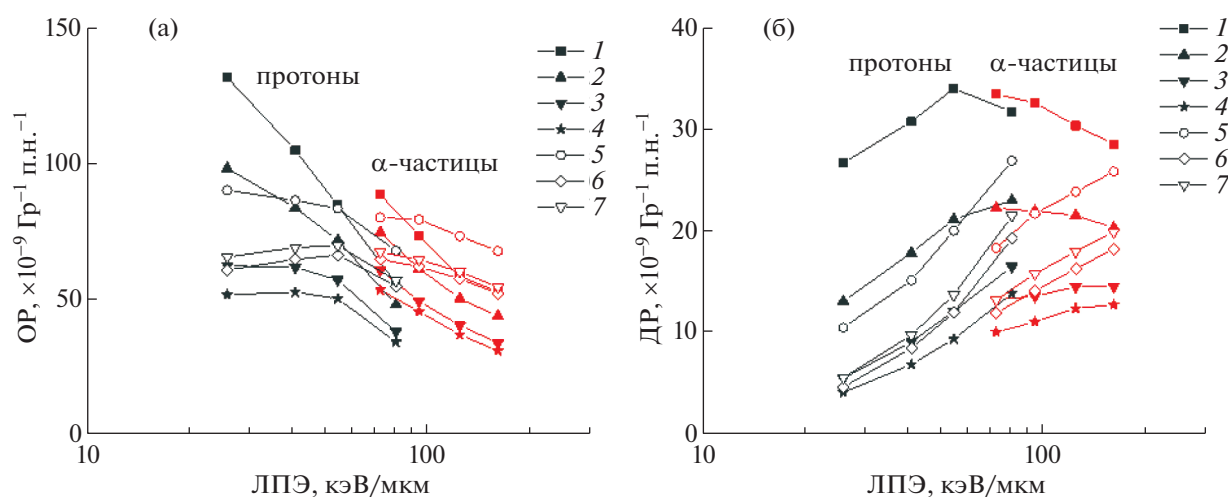 (а)
150
100
50
0
10
100
ОР, ×10⁻⁹ Гр⁻¹ п.н.⁻¹
ЛПЭ, кэВ/мкм
протоны
α-частицы
1
2
3
4
5
6
7
(б)
40
30
20
10
0
10
100
ДР, ×10⁻⁹ Гр⁻¹ п.н.⁻¹
ЛПЭ, кэВ/мкм
протоны
α-частицы
1
2
3
4
5
6
7